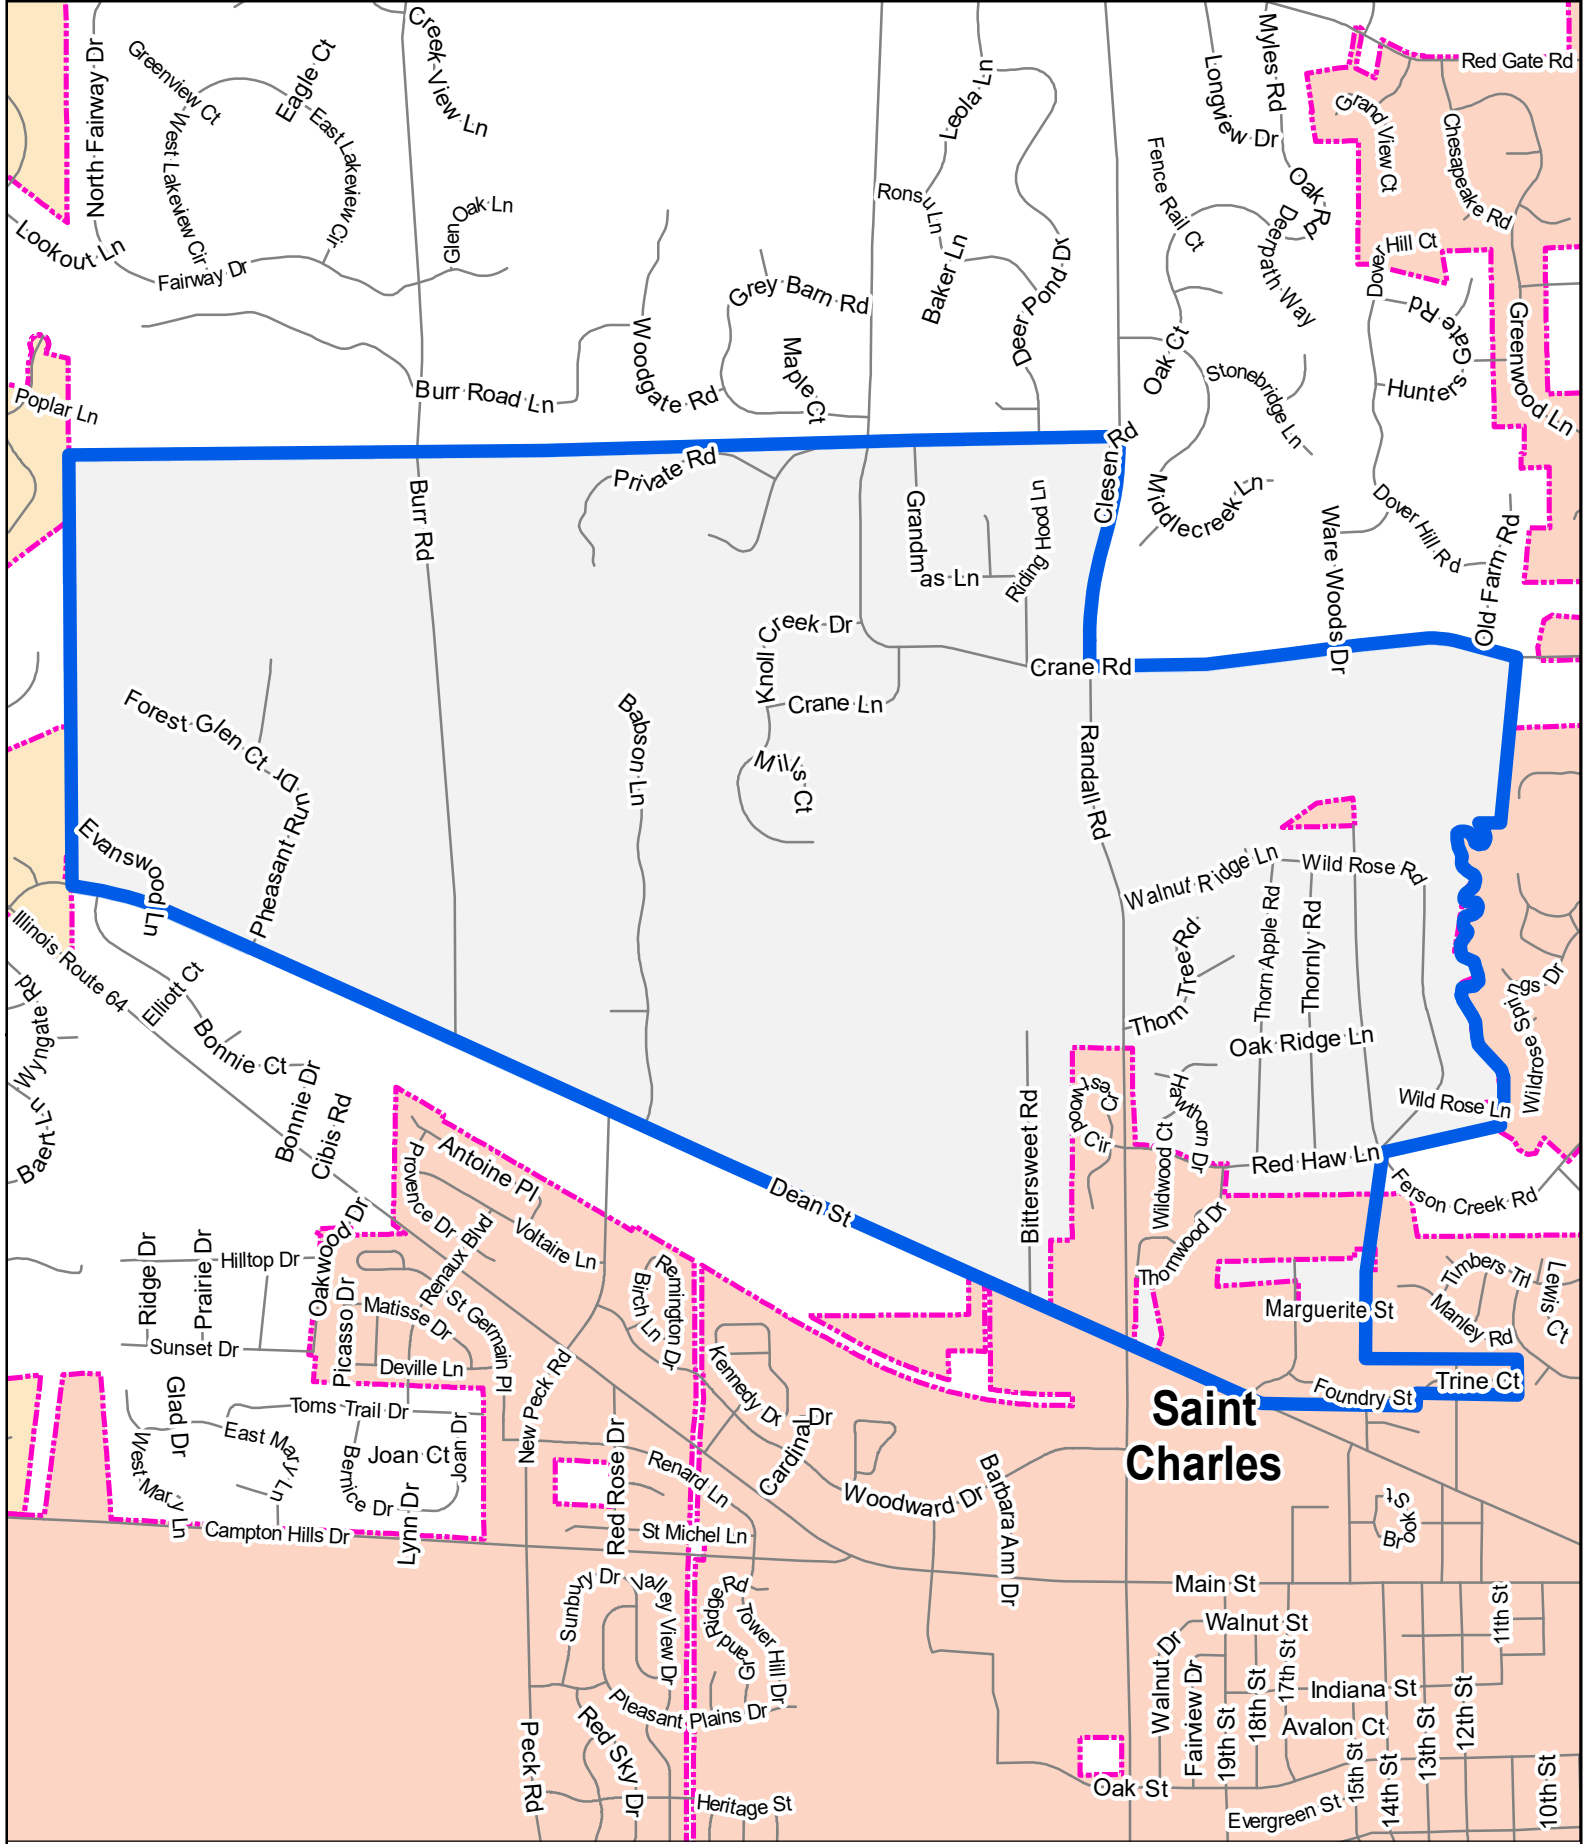 Red Gate Rd
North Fairway Dr
Greenview Ct
Eagle Ct
Creek-View Ln
West Lakeview Cir
East Lakeview Cir
Glen Oak Ln
Lookout Ln
Fairway Dr
Leola Ln
Ronsu Ln
Baker Ln
Deer Pond Dr
Longview Dr
Myles Rd
Fence Rail Ct
Oak Rd
Deerpath Way
Grand View Ct
Chesapeake Rd
Dover Hill Ct
Hunters Gate Rd
Greenwood Ln
Grey Barn Rd
Woodgate Rd
Maple Ct
Burr Road Ln
Poplar Ln
Oak Ct
Stonebridge Ln
Middlecreek Ln
Ware Woods Dr
Dover Hill Rd
Old Farm Rd
Private Rd
Burr Rd
Grandmas Ln
Riding Hood Ln
Clesen Rd
Knoll Creek Dr
Crane Ln
Crane Rd
Mills Ct
Babson Ln
Forest Glen Ct
Pheasant Run Dr
Evanswood Ln
Randall Rd
Walnut Ridge Ln
Wild Rose Rd
Thorn Apple Rd
Thornly Rd
Thorn Tree Rd
Oak Ridge Ln
Wildrose Springs Dr
Wild Rose Ln
Illinois Route 64
Elliott Ct
Bonnie Ct
Bonnie Dr
Cibis Rd
Wyngate Rd
Baert Ln
Crestwood Cir
Hawthorn Dr
Wildwood Ct
Red Haw Ln
Ferson Creek Rd
Bittersweet Rd
Dean St
Thornwood Dr
Marguerite St
Timbers Trl
Manley Rd
Lewis Ct
Trine Ct
Foundry St
Saint
Charles
Antoine Pl
Provence Dr
Voltaire Ln
Renaux Blvd
St Germain Pl
Matisse Dr
Picasso Dr
Deville Ln
Oakwood Dr
Hilltop Dr
Ridge Dr
Prairie Dr
Sunset Dr
Remington Dr
Birch Ln
Kennedy Dr
Cardinal Dr
New Peck Rd
Toms Trail Dr
Glad Dr
East Mary Ln
West Mary Ln
Bernice Dr
Joan Ct
Joan Dr
Lynn Dr
Campton Hills Dr
Red Rose Dr
Renard Ln
St Michel Ln
Woodward Dr
Barbara Ann Dr
Brook St
Main St
Sunbury Dr
Valley View Dr
Grand Ridge Rd
Tower Hill Dr
Pleasant Plains Dr
Red Sky Dr
Peck Rd
Heritage St
Walnut St
Walnut Dr
Fairview Dr
19th St
18th St
17th St
Indiana St
Avalon Ct
15th St
14th St
13th St
12th St
11th St
10th St
Oak St
Evergreen St